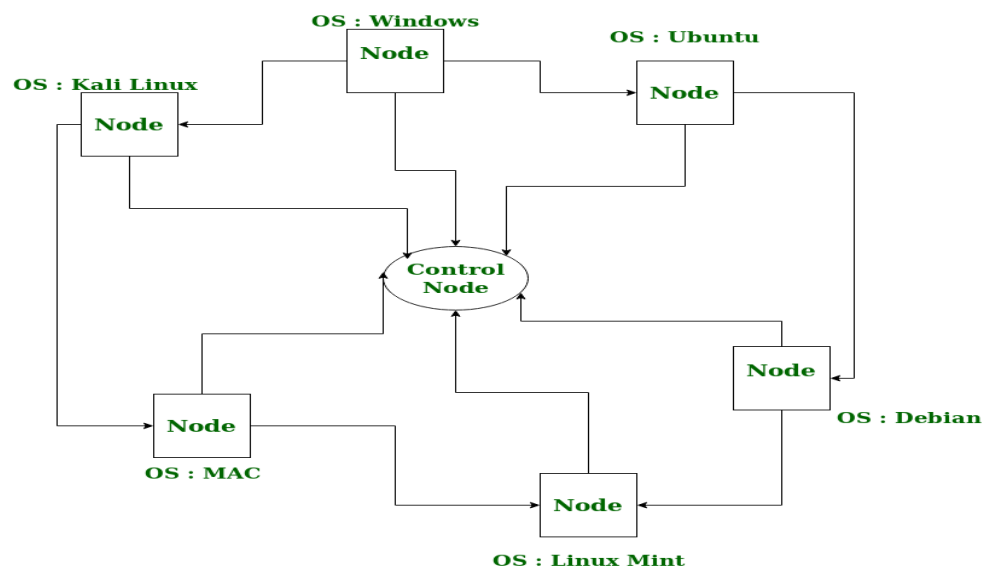 OS : Windows
Node
OS : Ubuntu
Node
OS : Kali Linux
Node
Control
Node
Node
OS : Debian
Node
OS : MAC
Node
OS : Linux Mint